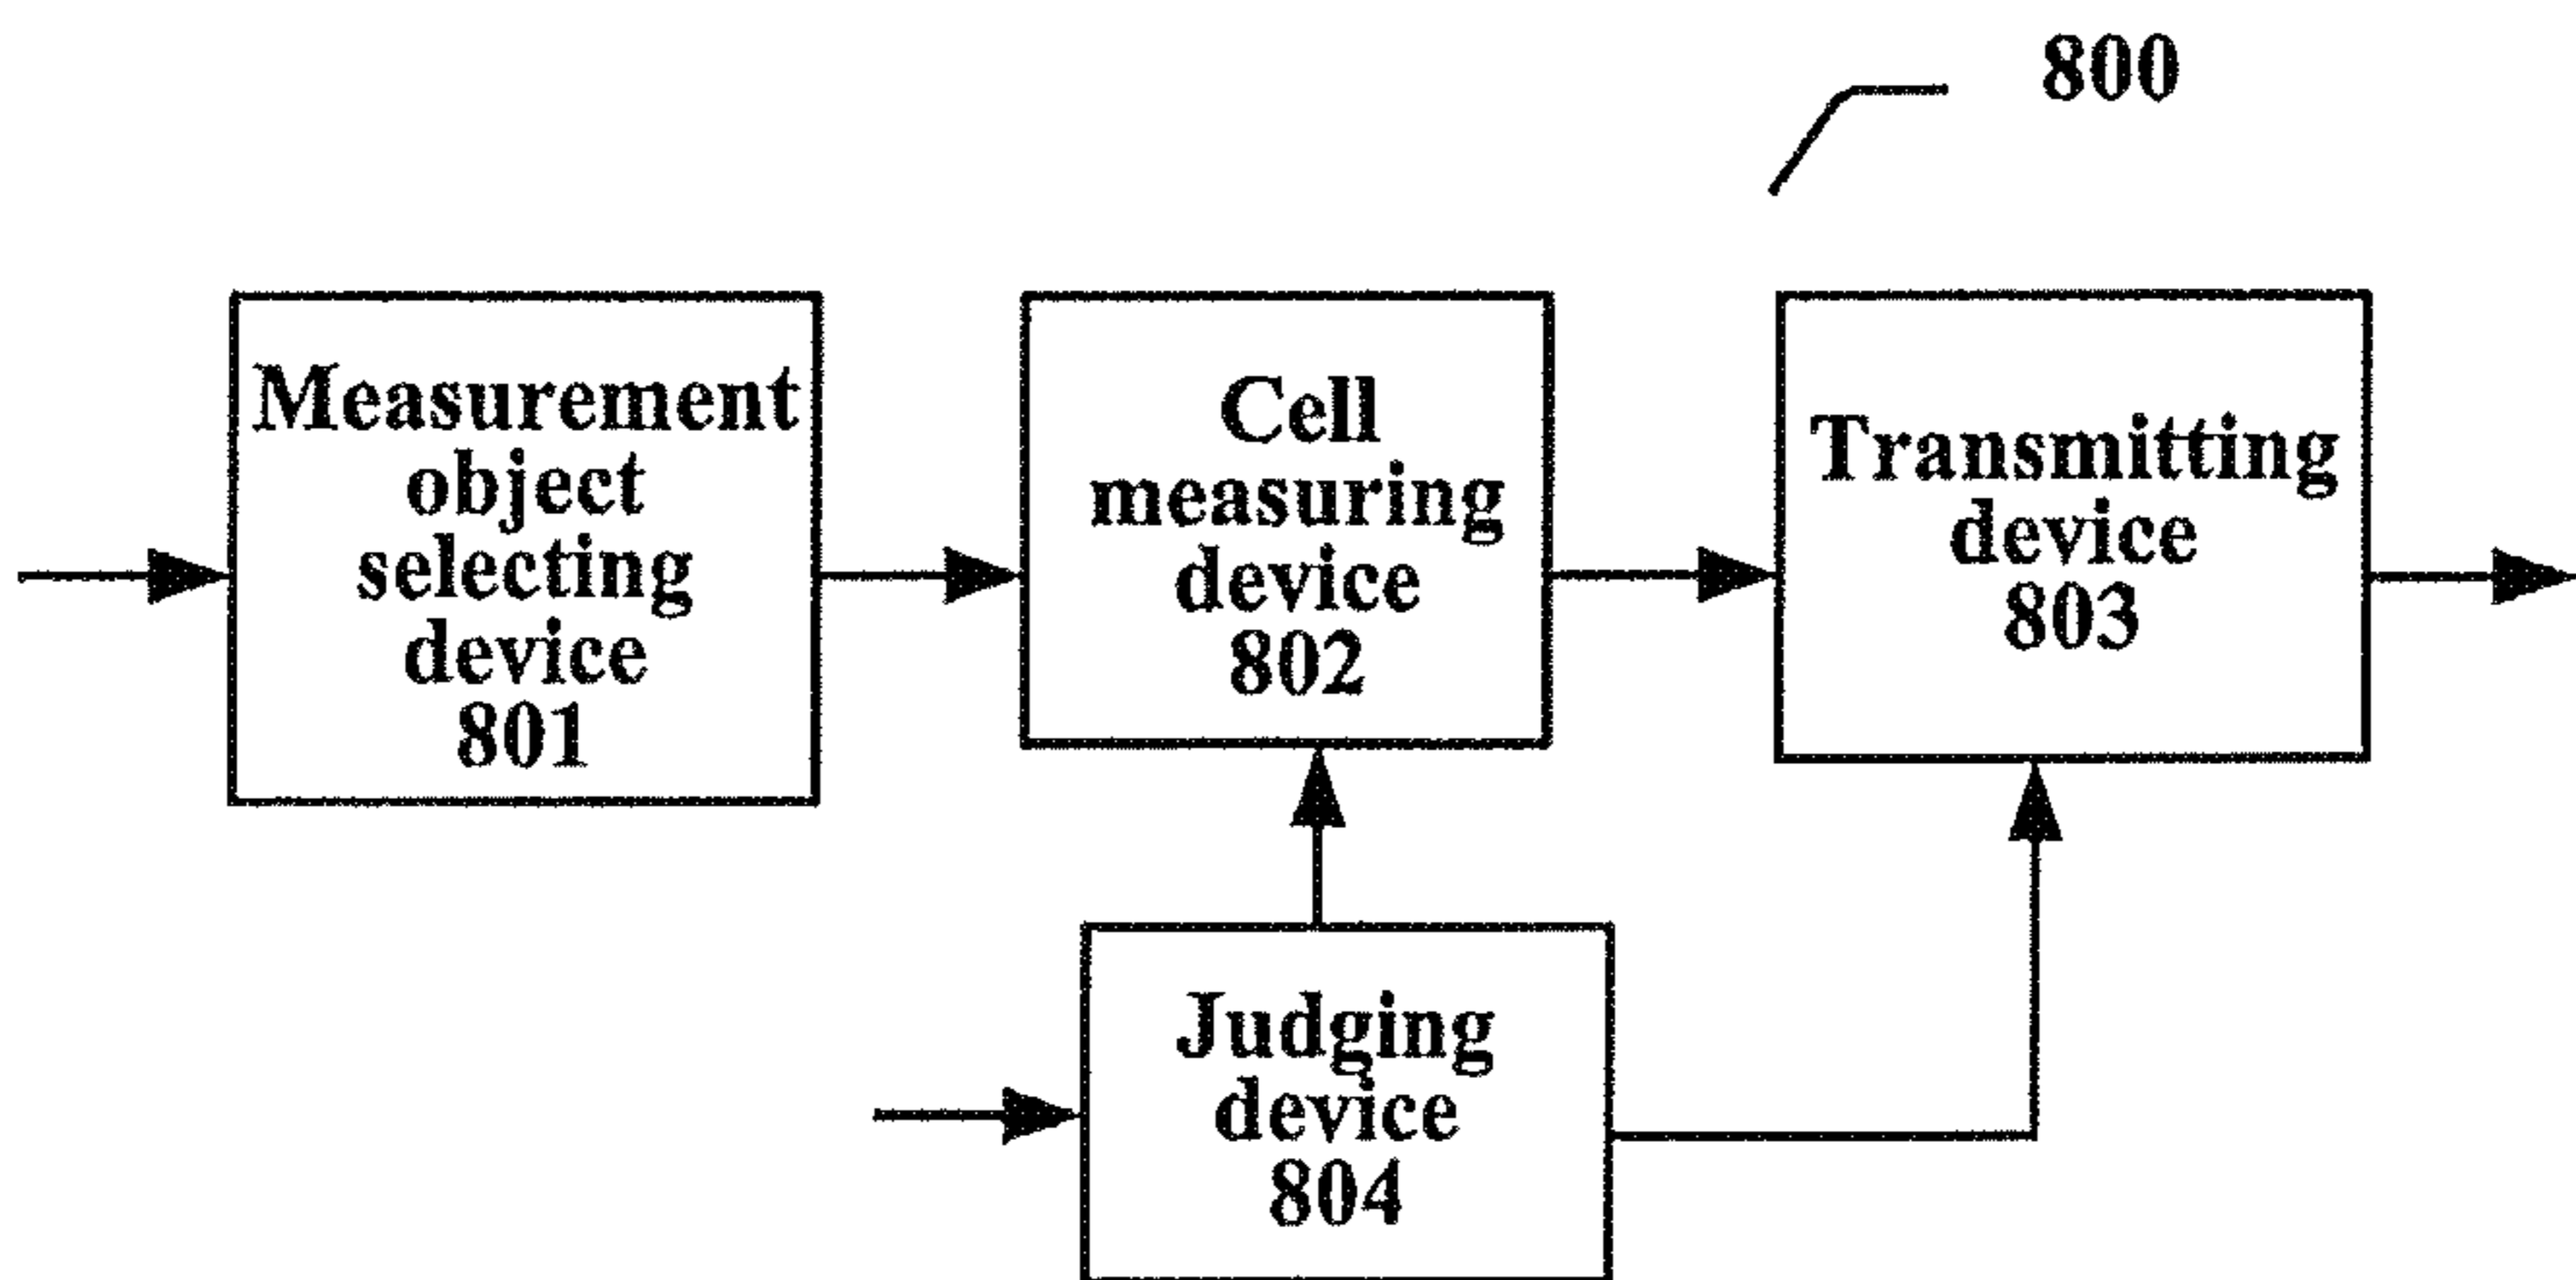 800
Measurement
object
selecting
device
801
Cell
measuring
device
802
Transmitting
device
803
Judging
device
804